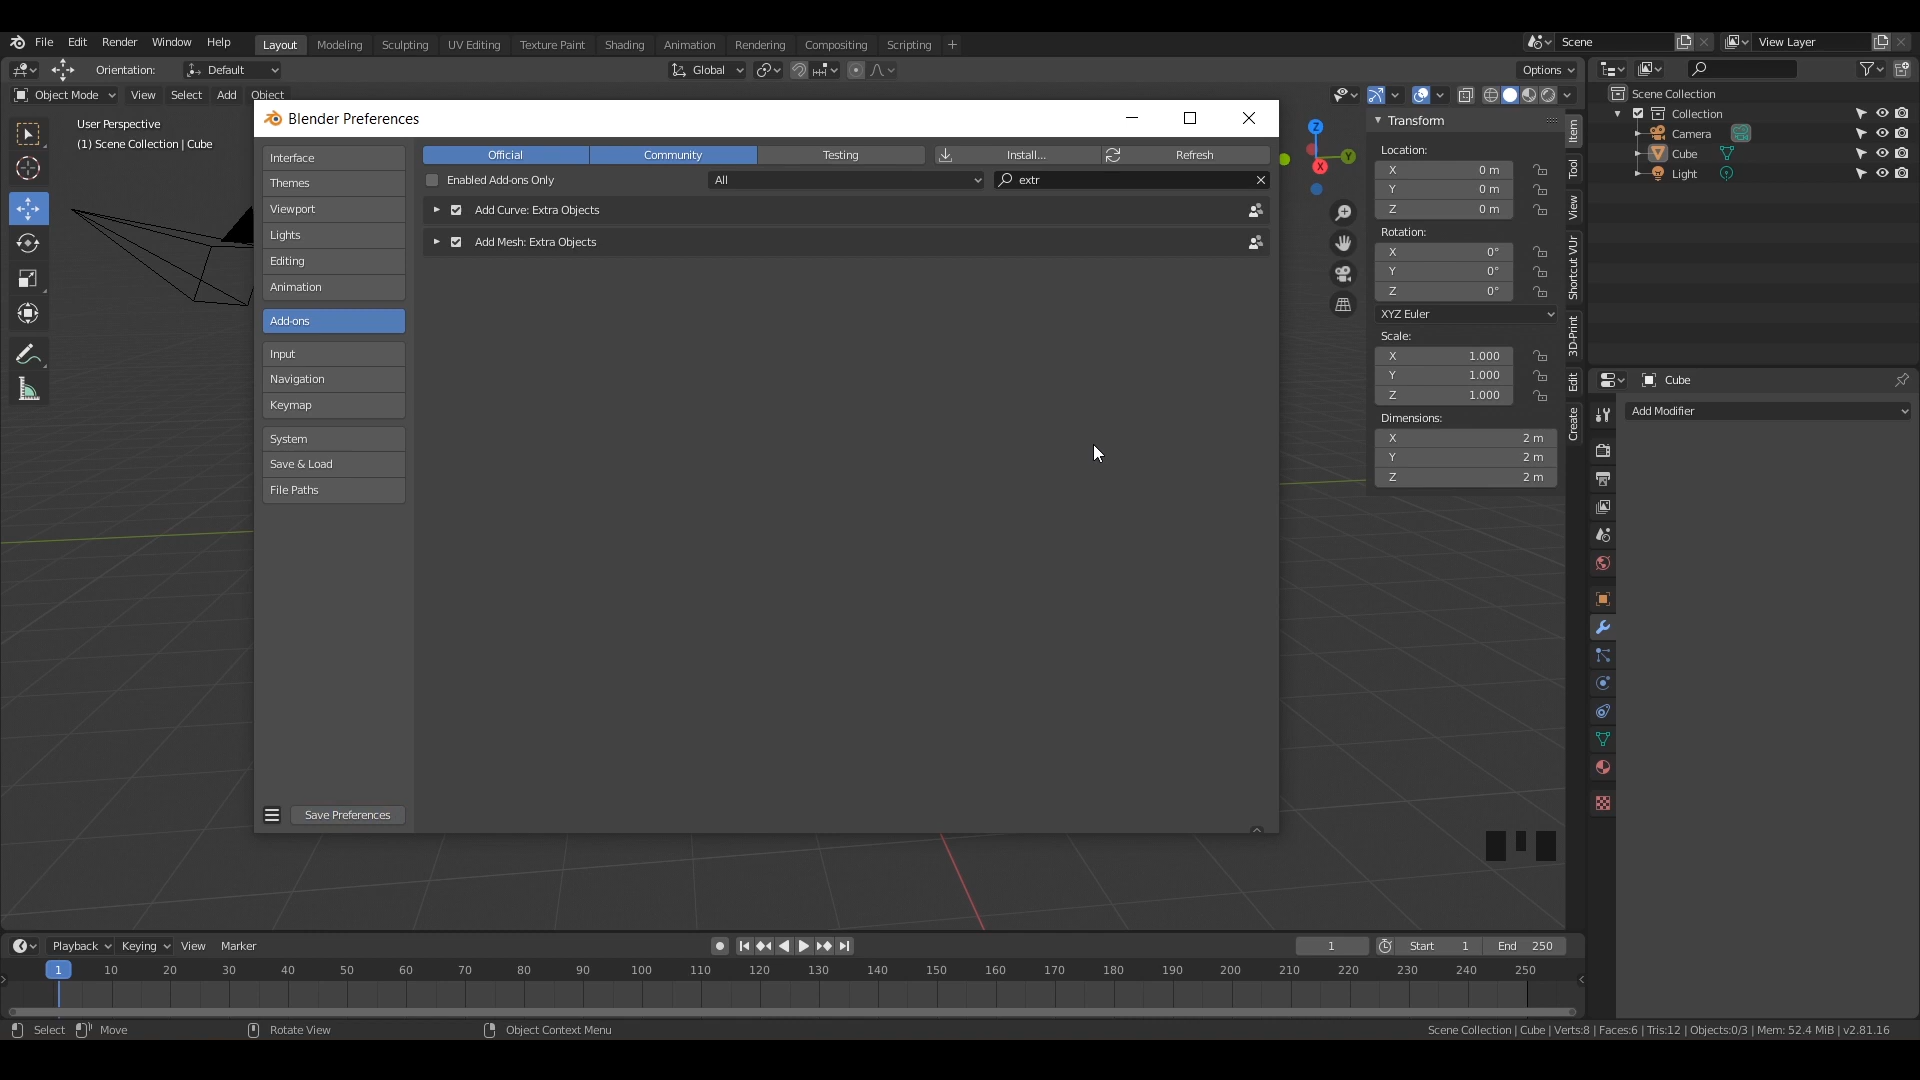 File Edit Render Window Help Layout Modeling Sculpting UV Editing Texture Paint Shading Animation Rendering Compositing Scripting + Scene View Layer
Orientation: Default Global Options
Object Mode View Select Add Object
User Perspective
(1) Scene Collection | Cube
Blender Preferences
Interface
Themes
Viewport
Lights
Editing
Animation
Add-ons
Input
Navigation
Keymap
System
Save & Load
File Paths
Save Preferences
Official Community Testing Install... Refresh
Enabled Add-ons Only All extr
Add Curve: Extra Objects
Add Mesh: Extra Objects
Z
Y
X
Transform
Location:
X 0 m
Y 0 m
Z 0 m
Rotation:
X 0°
Y 0°
Z 0°
XYZ Euler
Scale:
X 1.000
Y 1.000
Z 1.000
Dimensions:
X 2 m
Y 2 m
Z 2 m
Item
Tool
View
Shortcut VUr
3D-Print
Edit
Create
Scene Collection
Collection
Camera
Cube
Light
Cube
Add Modifier
Playback Keying View Marker 1 Start 1 End 250
1 10 20 30 40 50 60 70 80 90 100 110 120 130 140 150 160 170 180 190 200 210 220 230 240 250
Select Move Rotate View Object Context Menu Scene Collection | Cube | Verts:8 | Faces:6 | Tris:12 | Objects:0/3 | Mem: 52.4 MiB | v2.81.16